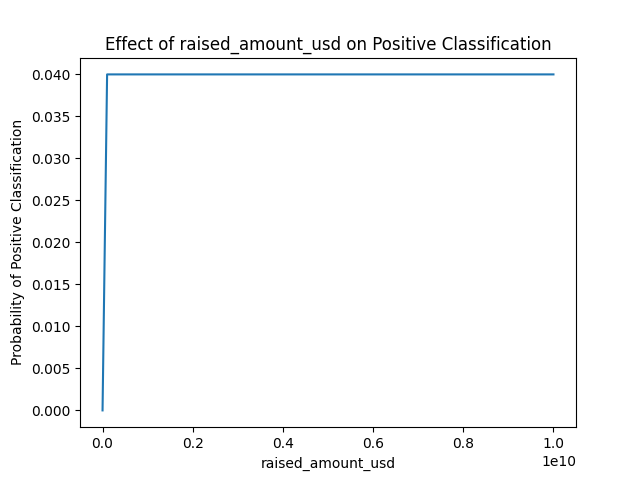 Effect of raised_amount_usd on Positive Classification
Probability of Positive Classification
0.040
0.035
0.030
0.025
0.020
0.015
0.010
0.005
0.000
0.0 0.2 0.4 0.6 0.8 1.0
1e10
raised_amount_usd